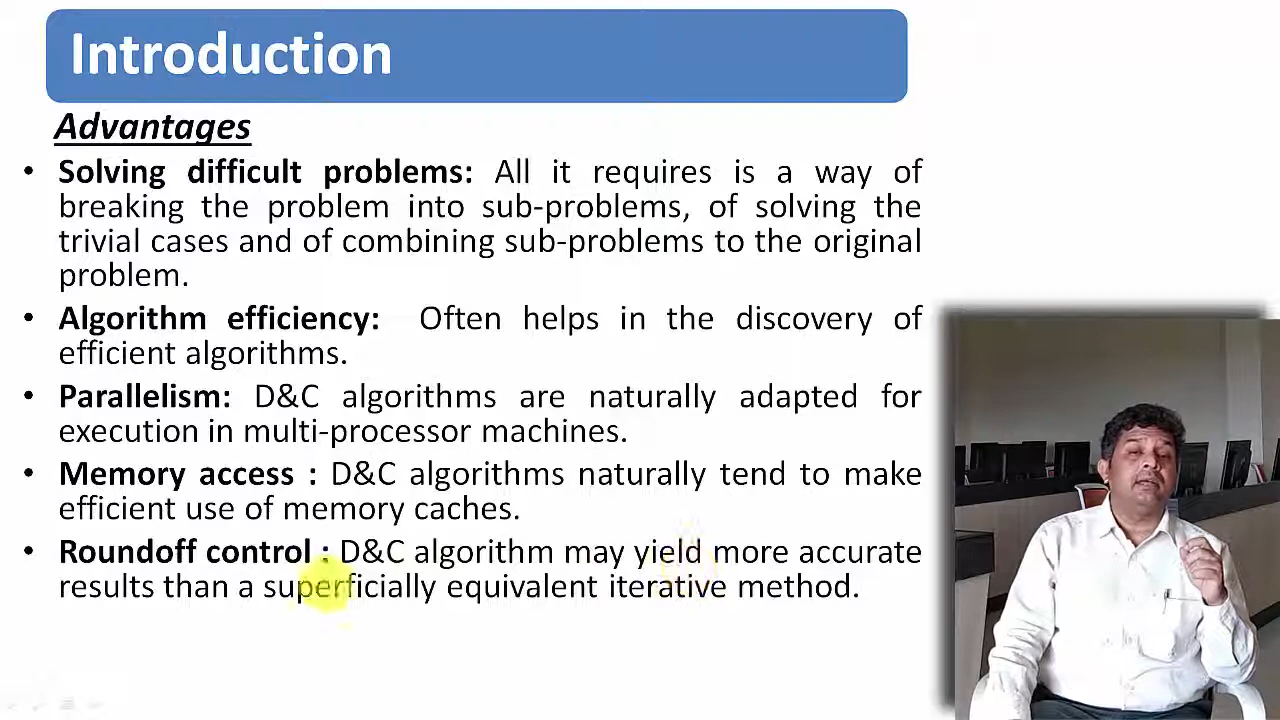 Introduction
Advantages
• Solving difficult problems: All it requires is a way of
breaking the problem into sub-problems, of solving the
trivial cases and of combining sub-problems to the original
problem.
• Algorithm efficiency: Often helps in the discovery of
efficient algorithms.
• Parallelism: D&C algorithms are naturally adapted for
execution in multi-processor machines.
• Memory access : D&C algorithms naturally tend to make
efficient use of memory caches.
• Roundoff control : D&C algorithm may yield more accurate
results than a superficially equivalent iterative method.